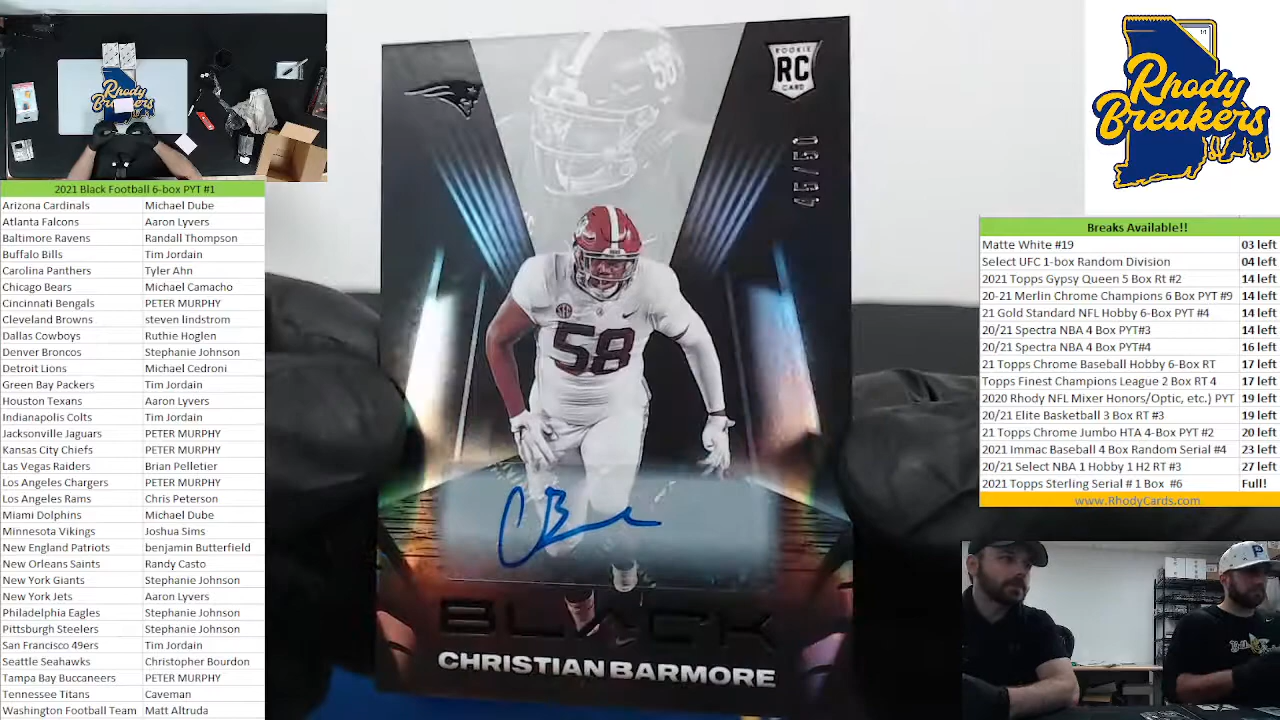 Rhody
Breakers
2021 Black Football 6-box PYT #1
Arizona Cardinals Michael Dube
Atlanta Falcons Aaron Lyvers
Baltimore Ravens Randall Thompson
Buffalo Bills Tim Jordain
Carolina Panthers Tyler Ahn
Chicago Bears Michael Camacho
Cincinnati Bengals PETER MURPHY
Cleveland Browns steven lindstrom
Dallas Cowboys Ruthie Hoglen
Denver Broncos Stephanie Johnson
Detroit Lions Michael Cedroni
Green Bay Packers Tim Jordain
Houston Texans Aaron Lyvers
Indianapolis Colts Tim Jordain
Jacksonville Jaguars PETER MURPHY
Kansas City Chiefs PETER MURPHY
Las Vegas Raiders Brian Pelletier
Los Angeles Chargers PETER MURPHY
Los Angeles Rams Chris Peterson
Miami Dolphins Michael Dube
Minnesota Vikings Joshua Sims
New England Patriots benjamin Butterfield
New Orleans Saints Randy Casto
New York Giants Stephanie Johnson
New York Jets Aaron Lyvers
Philadelphia Eagles Stephanie Johnson
Pittsburgh Steelers Stephanie Johnson
San Francisco 49ers Tim Jordain
Seattle Seahawks Christopher Bourdon
Tampa Bay Buccaneers PETER MURPHY
Tennessee Titans Caveman
Washington Football Team Matt Altruda
58
ROOKIE
RC
CARD
45/50
58
BLACK
CHRISTIAN BARMORE
Rhody
Breakers
Breaks Available!!
Matte White #19 03 left
Select UFC 1-box Random Division 04 left
2021 Topps Gypsy Queen 5 Box Rt #2 14 left
20-21 Merlin Chrome Champions 6 Box PYT #9 14 left
21 Gold Standard NFL Hobby 6-Box PYT #4 14 left
20/21 Spectra NBA 4 Box PYT#3 14 left
20/21 Spectra NBA 4 Box PYT#4 16 left
21 Topps Chrome Baseball Hobby 6-Box RT 17 left
Topps Finest Champions League 2 Box RT 4 17 left
2020 Rhody NFL Mixer Honors/Optic, etc.) PYT 19 left
20/21 Elite Basketball 3 Box RT #3 19 left
21 Topps Chrome Jumbo HTA 4-Box PYT #2 20 left
2021 Immac Baseball 4 Box Random Serial #4 23 left
20/21 Select NBA 1 Hobby 1 H2 RT #3 27 left
2021 Topps Sterling Serial # 1 Box #6 Full!
www.RhodyCards.com